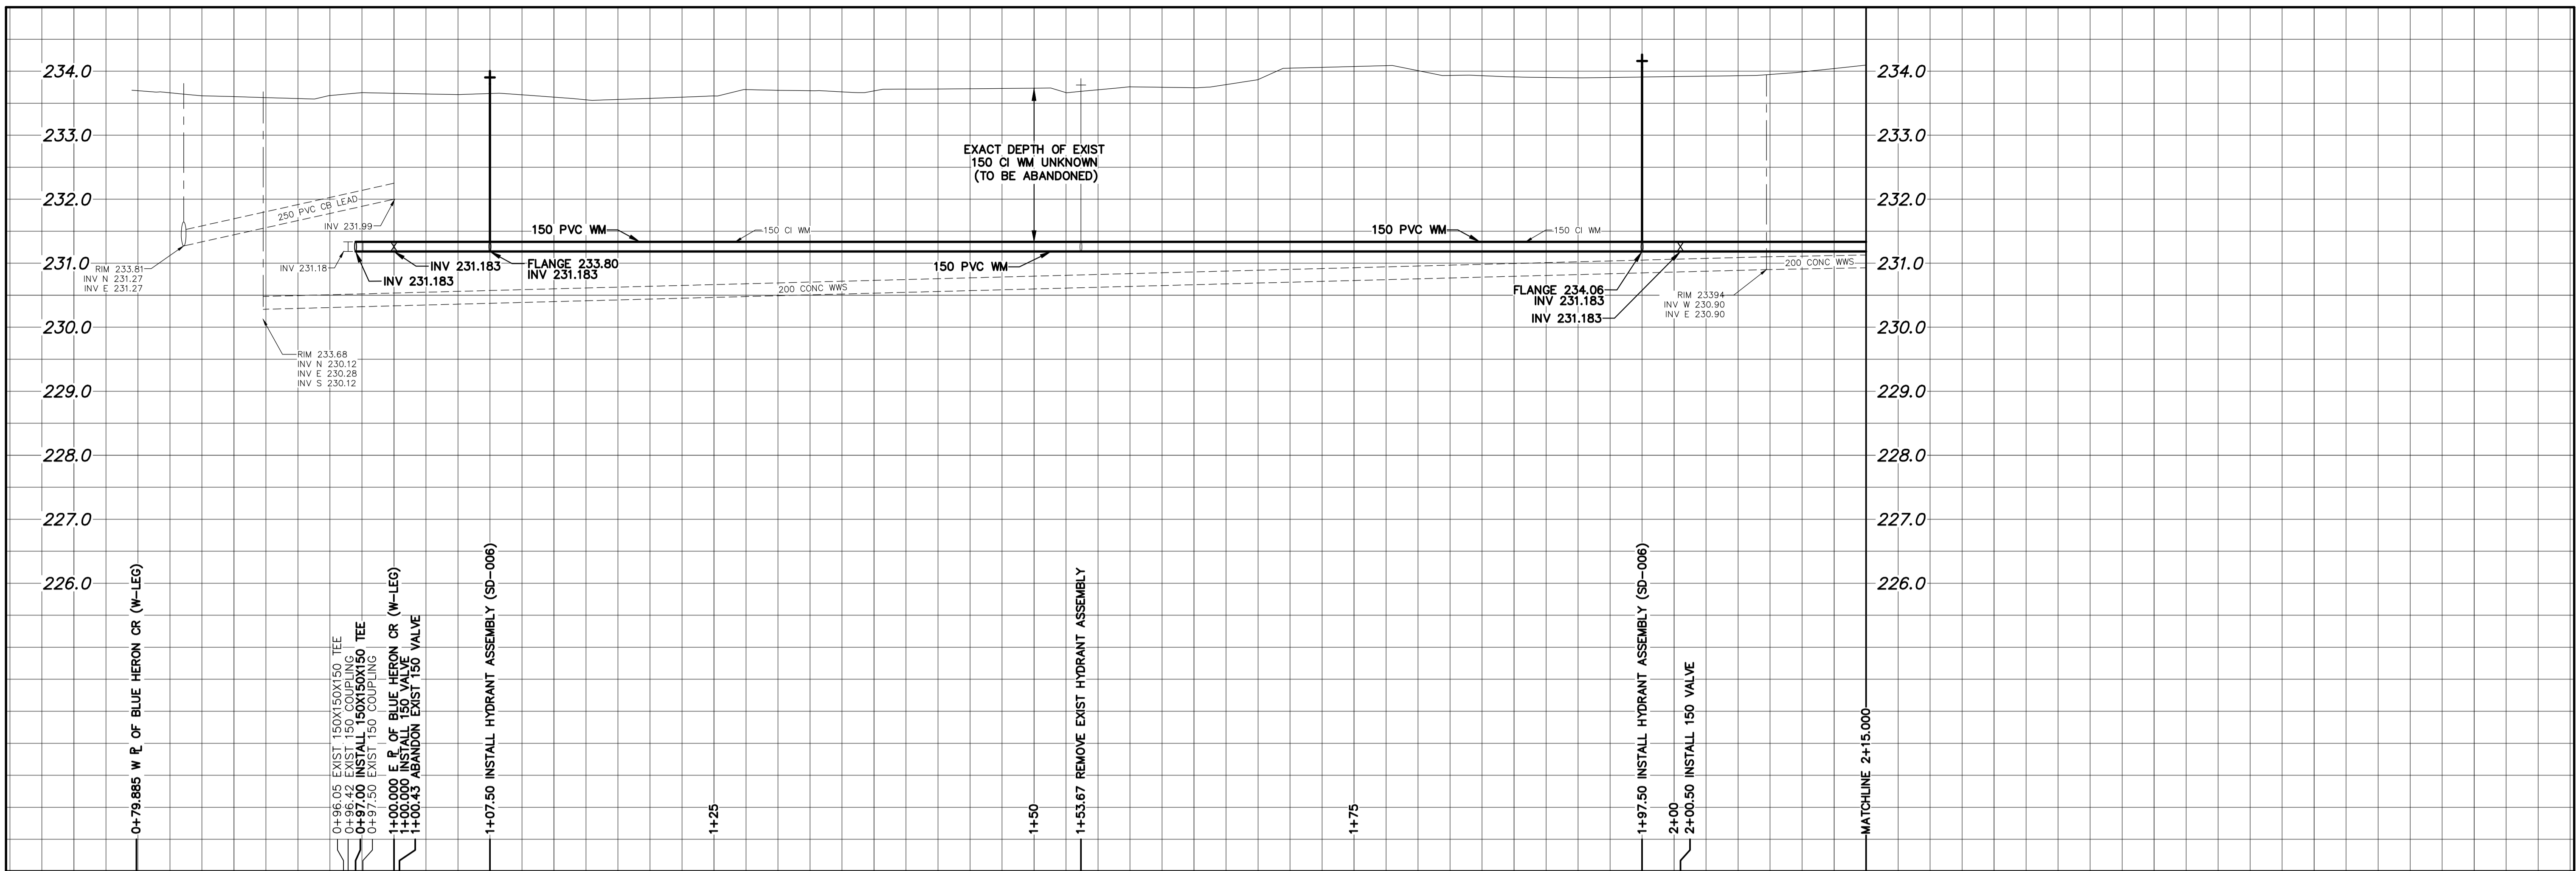 234.0
234.0
233.0
233.0
EXACT DEPTH OF EXIST
150 CI WM UNKNOWN
(TO BE ABANDONED)
232.0
232.0
250 PVC CB LEAD
INV 231.99
150 PVC WM
150 CI WM
150 PVC WM
150 CI WM
231.0
231.0
RIM 233.81
INV N 231.27
INV E 231.27
INV 231.18
INV 231.183
INV 231.183
FLANGE 233.80
INV 231.183
150 PVC WM
200 CONC WWS
200 CONC WWS
FLANGE 234.06
INV 231.183
INV 231.183
RIM 23394
INV W 230.90
INV E 230.90
230.0
230.0
RIM 233.68
INV N 230.12
INV E 230.28
INV S 230.12
229.0
229.0
228.0
228.0
227.0
227.0
226.0
226.0
0+79.885 W PL OF BLUE HERON CR (W-LEG)
0+96.05 EXIST 150X150X150 TEE
0+96.42 EXIST 150 COUPLING
0+97.00 INSTALL 150X150X150 TEE
0+97.50 EXIST 150 COUPLING
1+00.000 E PL OF BLUE HERON CR (W-LEG)
1+00.000 INSTALL 150 VALVE
1+00.43 ABANDON EXIST 150 VALVE
1+07.50 INSTALL HYDRANT ASSEMBLY (SD-006)
1+25
1+50
1+53.67 REMOVE EXIST HYDRANT ASSEMBLY
1+75
1+97.50 INSTALL HYDRANT ASSEMBLY (SD-006)
2+00
2+00.50 INSTALL 150 VALVE
MATCHLINE 2+15.000